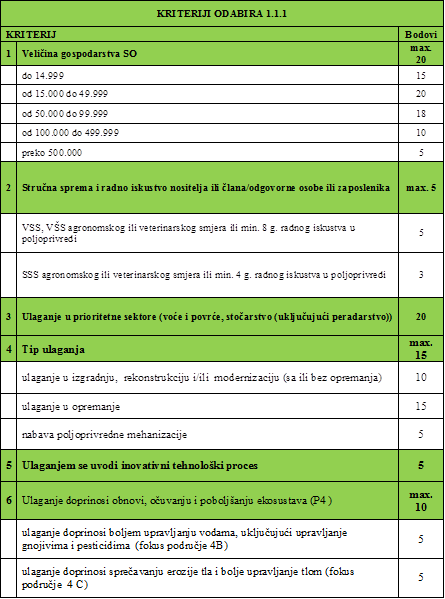 KRITERIJI ODABIRA 1.1.1
KRITERIJ Bodovi
1 Veličina gospodarstva SO max. 20
do 14.999 15
od 15.000 do 49.999 20
od 50.000 do 99.999 18
od 100.000 do 499.999 10
preko 500.000 5
2 Stručna sprema i radno iskustvo nositelja ili člana/odgovorne osobe ili zaposlenika max. 5
VSS, VŠS agronomskog ili veterinarskog smjera ili min. 8 g. radnog iskustva u
poljoprivredi 5
SSS agronomskog ili veterinarskog smjera ili min. 4 g. radnog iskustva u poljoprivredi 3
3 Ulaganje u prioritetne sektore (voće i povrće, stočarstvo (uključujući peradarstvo)) 20
4 Tip ulaganja max. 15
ulaganje u izgradnju, rekonstrukciju i/ili modernizaciju (sa ili bez opremanja) 10
ulaganje u opremanje 15
nabava poljoprivredne mehanizacije 5
5 Ulaganjem se uvodi inovativni tehnološki proces 5
6 Ulaganje doprinosi obnovi, očuvanju i poboljšanju ekosustava (P4 ) max. 10
ulaganje doprinosi boljem upravljanju vodama, uključujući upravljanje
gnojivima i pesticidima (fokus područje 4B) 5
ulaganje doprinosi sprečavanju erozije tla i bolje upravljanje tlom (fokus
područje 4 C) 5